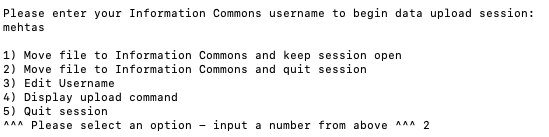 Please enter your Information Commons username to begin data upload session:
mehtas
1) Move file to Information Commons and keep session open
2) Move file to Information Commons and quit session
3) Edit Username
4) Display upload command
5) Quit session
^^^ Please select an option – input a number from above ^^^ 2